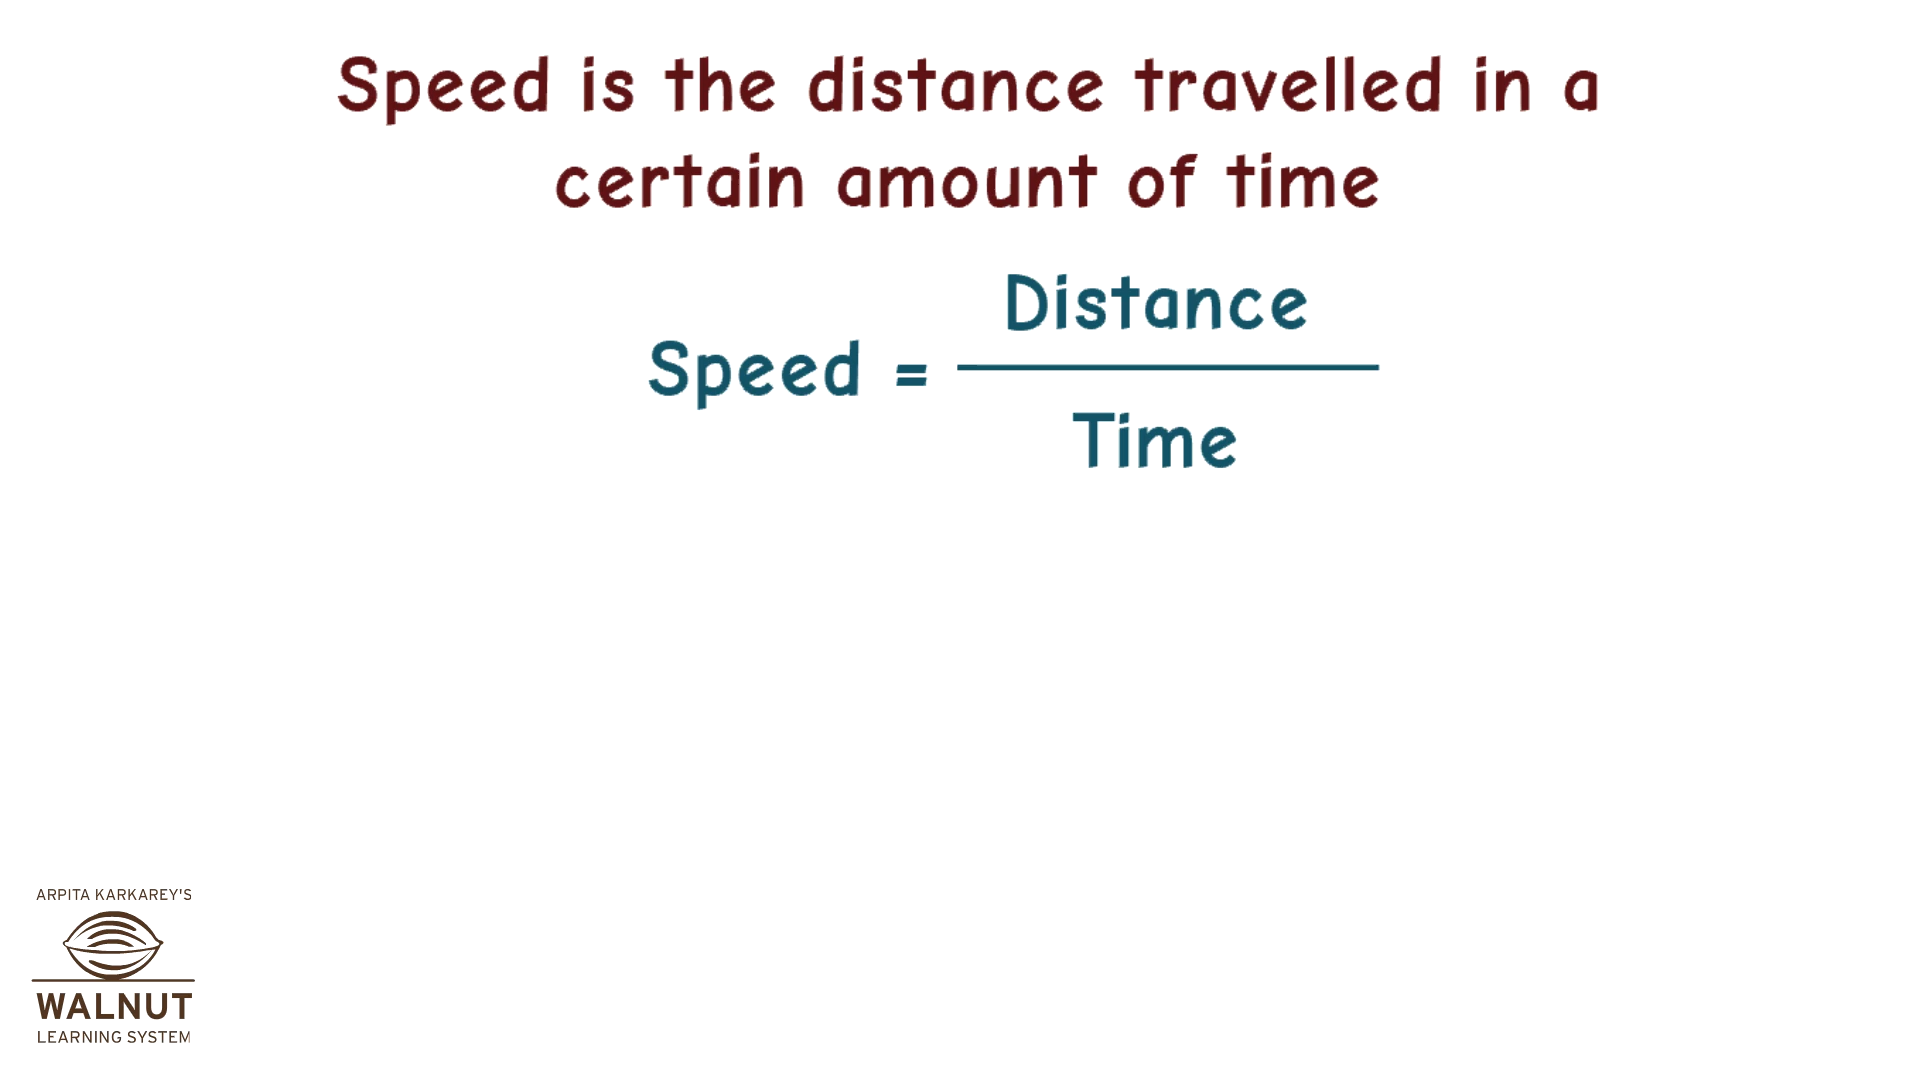 Speed is the distance travelled in a
certain amount of time
Speed =
Distance
Time
ARPITA KARKAREY'S
WALNUT
LEARNING SYSTEM